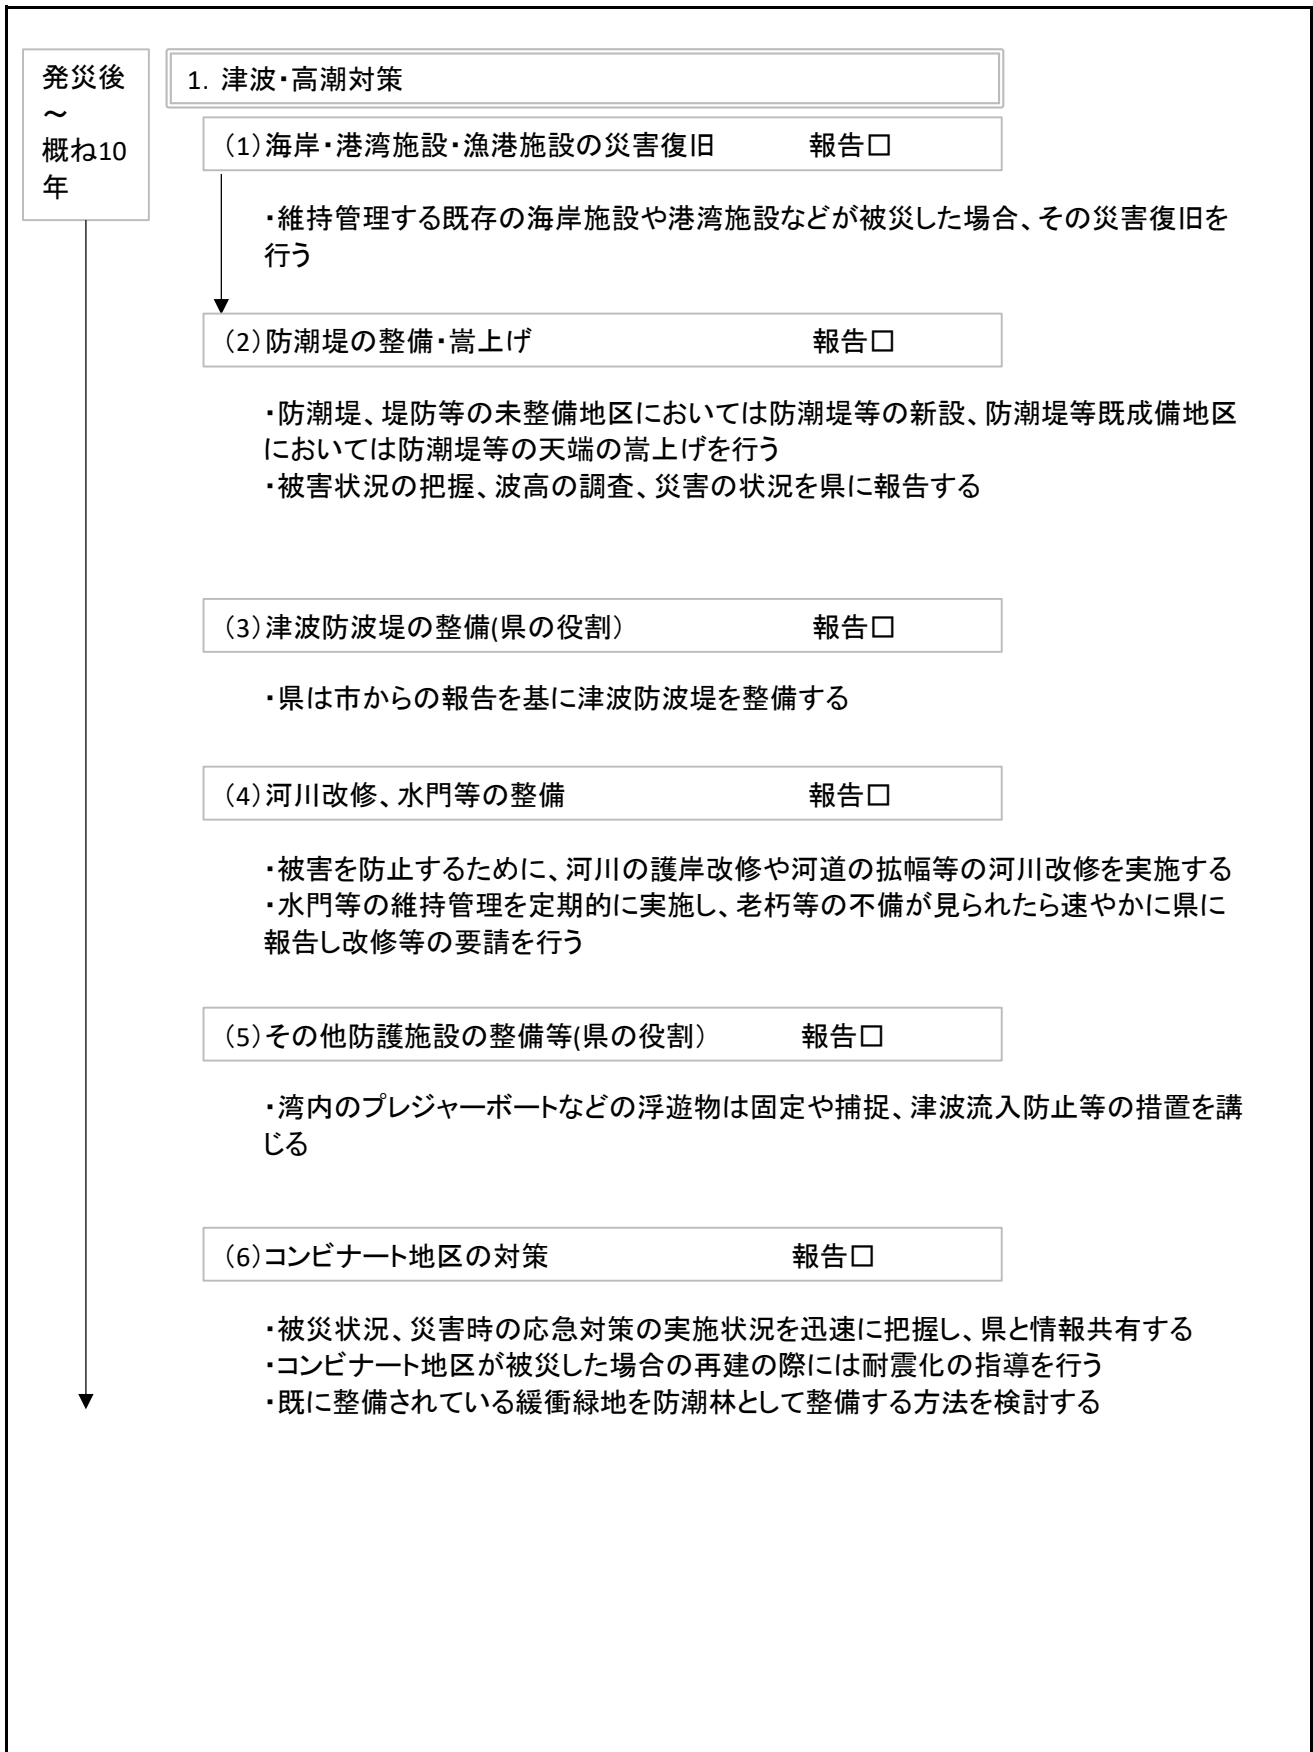 発災後
～
概ね10
年
1. 津波・高潮対策
(1)海岸・港湾施設・漁港施設の災害復旧 報告□
・維持管理する既存の海岸施設や港湾施設などが被災した場合、その災害復旧を
行う
(2)防潮堤の整備・嵩上げ 報告□
・防潮堤、堤防等の未整備地区においては防潮堤等の新設、防潮堤等既成備地区
においては防潮堤等の天端の嵩上げを行う
・被害状況の把握、波高の調査、災害の状況を県に報告する
(3)津波防波堤の整備(県の役割） 報告□
・県は市からの報告を基に津波防波堤を整備する
(4)河川改修、水門等の整備 報告□
・被害を防止するために、河川の護岸改修や河道の拡幅等の河川改修を実施する
・水門等の維持管理を定期的に実施し、老朽等の不備が見られたら速やかに県に
報告し改修等の要請を行う
(5)その他防護施設の整備等(県の役割） 報告□
・湾内のプレジャーボートなどの浮遊物は固定や捕捉、津波流入防止等の措置を講
じる
(6)コンビナート地区の対策 報告□
・被災状況、災害時の応急対策の実施状況を迅速に把握し、県と情報共有する
・コンビナート地区が被災した場合の再建の際には耐震化の指導を行う
・既に整備されている緩衝緑地を防潮林として整備する方法を検討する